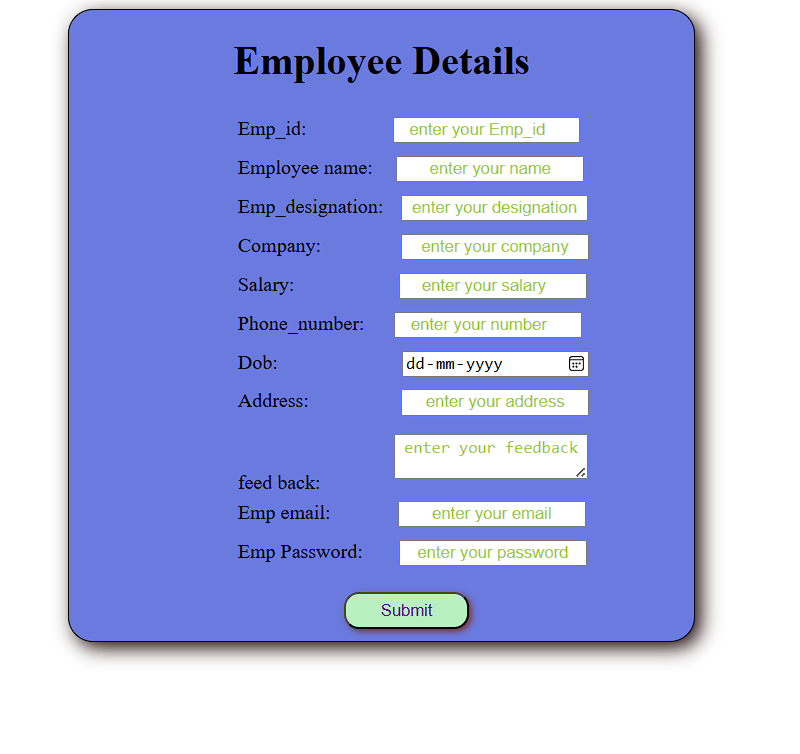 Employee Details
Emp_id: enter your Emp_id
Employee name: enter your name
Emp_designation: enter your designation
Company: enter your company
Salary: enter your salary
Phone_number: enter your number
Dob: dd-mm-yyyy
Address: enter your address
enter your feedback
feed back:
Emp email: enter your email
Emp Password: enter your password
Submit